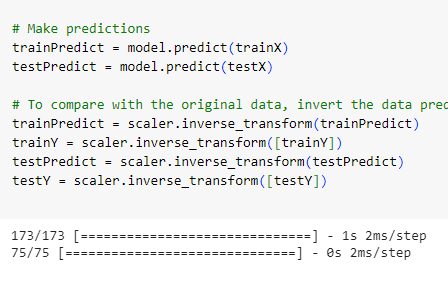 # Make predictions
trainPredict = model.predict(trainX)
testPredict = model.predict(testX)
# To compare with the original data, invert the data pred
trainPredict = scaler.inverse_transform(trainPredict)
trainY = scaler.inverse_transform([trainY])
testPredict = scaler.inverse_transform(testPredict)
testY = scaler.inverse_transform([testY])
173/173 [==============================] - 1s 2ms/step
75/75 [==============================] - 0s 2ms/step